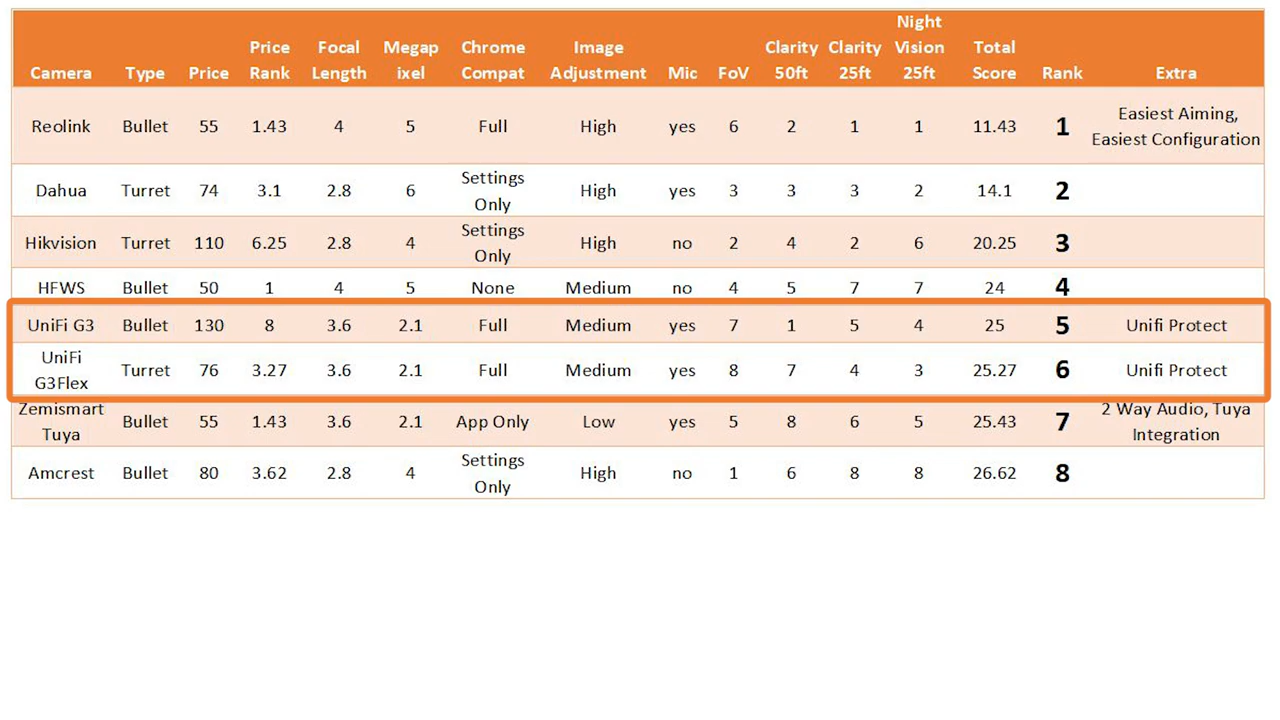 Camera Type Price Price Rank Focal Length Megap ixel Chrome Compat Image Adjustment Mic FoV Clarity 50ft Clarity 25ft Night Vision 25ft Total Score Rank Extra
Reolink Bullet 55 1.43 4 5 Full High yes 6 2 1 1 11.43 1 Easiest Aiming, Easiest Configuration
Dahua Turret 74 3.1 2.8 6 Settings Only High yes 3 3 3 2 14.1 2
Hikvision Turret 110 6.25 2.8 4 Settings Only High no 2 4 2 6 20.25 3
HFWS Bullet 50 1 4 5 None Medium no 4 5 7 7 24 4
UniFi G3 Bullet 130 8 3.6 2.1 Full Medium yes 7 1 5 4 25 5 Unifi Protect
UniFi G3Flex Turret 76 3.27 3.6 2.1 Full Medium yes 8 7 4 3 25.27 6 Unifi Protect
Zemismart Tuya Bullet 55 1.43 3.6 2.1 App Only Low yes 5 8 6 5 25.43 7 2 Way Audio, Tuya Integration
Amcrest Bullet 80 3.62 2.8 4 Settings Only High no 1 6 8 8 26.62 8